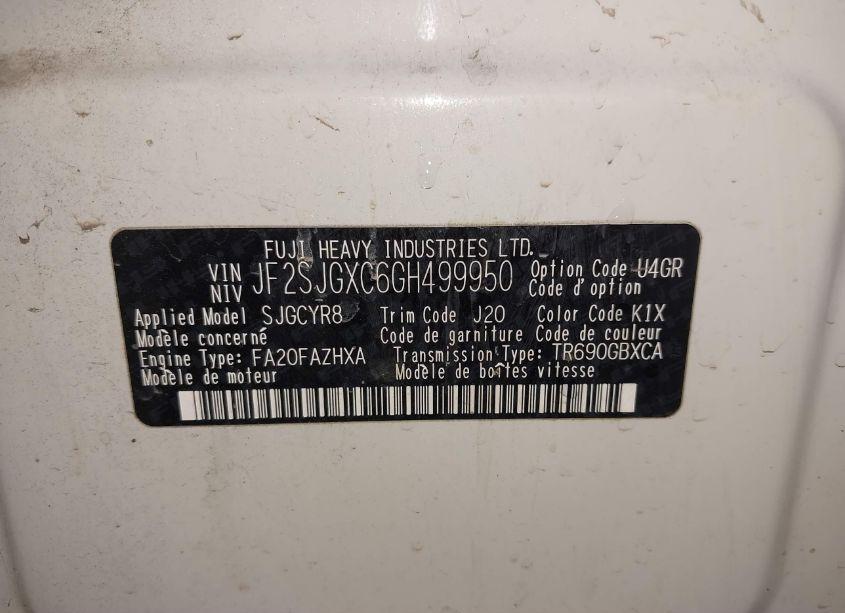 FUJI HEAVY INDUSTRIES LTD.
VIN NIV JF2SJGXC6GH499950 Option Code U4GR
Code d'option
Applied Model SJGCYR8 Trim Code J20 Color Code K1X
Modèle concerné Code de garniture Code de couleur
Engine Type: FA20FAZHXA Transmission Type: TR690GBXCA
Modèle de moteur Modèle de boîtes vitesse